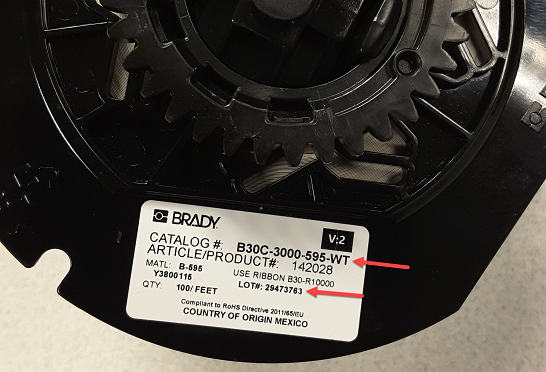 BRADY
V:2
CATALOG #: B30C-3000-595-WT
ARTICLE/PRODUCT#: 142028
MATL: B-595 USE RIBBON B30-R10000
Y3800115 LOT#: 29473763
QTY: 100/ FEET
Compliant to RoHS Directive 2011/65/EU
COUNTRY OF ORIGIN MEXICO